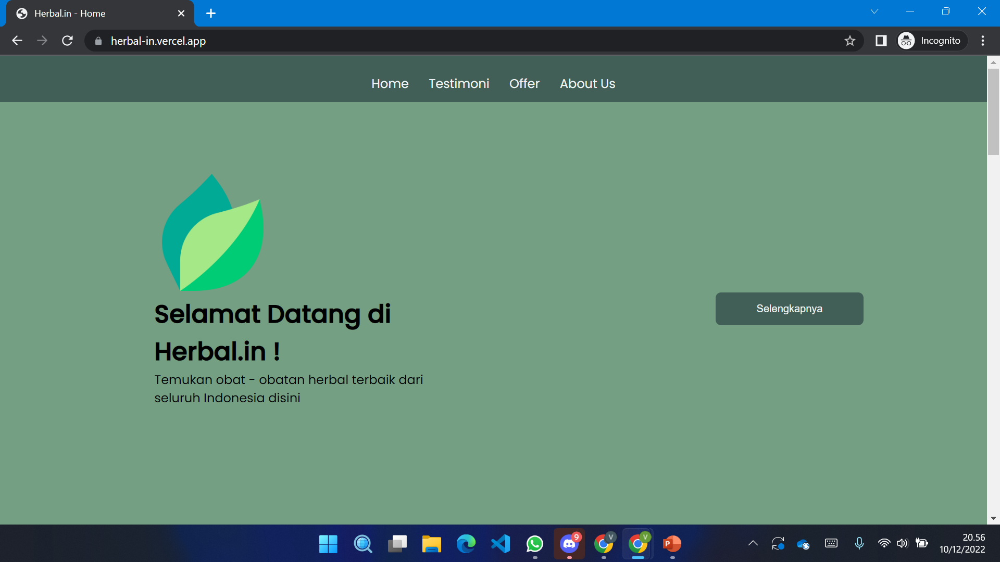 Herbal.in - Home
herbal-in.vercel.app
Incognito
Home Testimoni Offer About Us
Selamat Datang di
Herbal.in !
Temukan obat - obatan herbal terbaik dari
seluruh Indonesia disini
Selengkapnya
9
V
V
P
20.56
10/12/2022